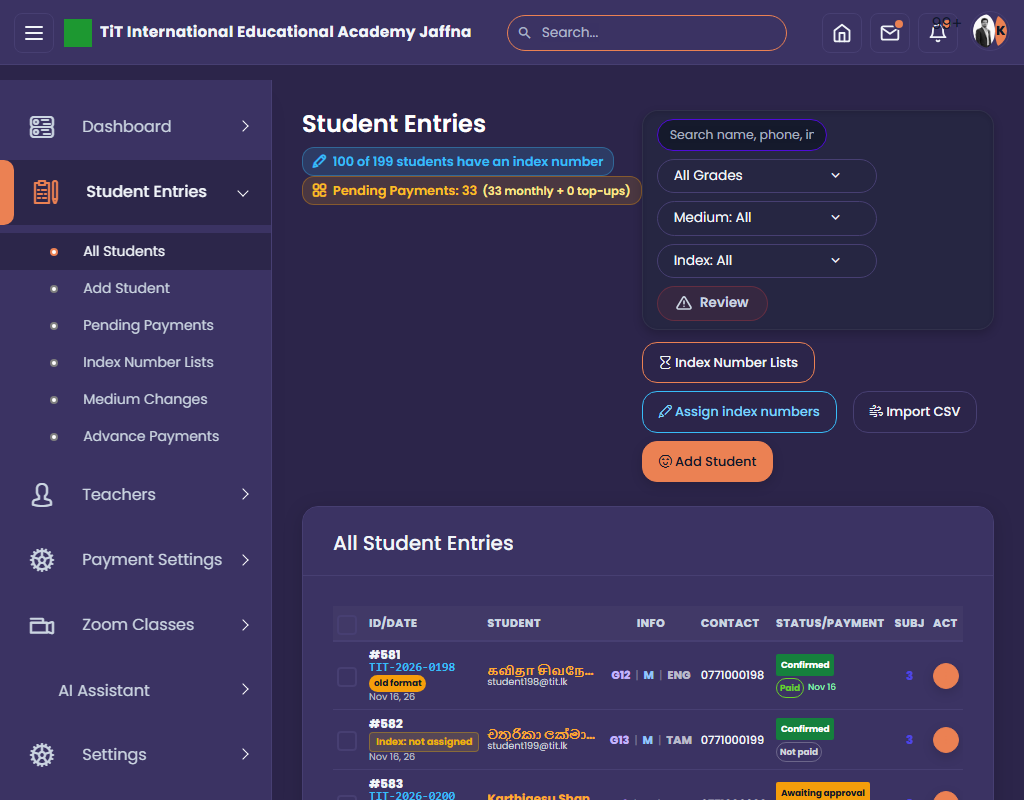 TiT International Educational Academy Jaffna
Search...
99+
K
Dashboard
Student Entries
All Students
Add Student
Pending Payments
Index Number Lists
Medium Changes
Advance Payments
Teachers
Payment Settings
Zoom Classes
AI Assistant
Settings
Student Entries
100 of 199 students have an index number
Pending Payments: 33 (33 monthly + 0 top-ups)
Search name, phone, ir
All Grades
Medium: All
Index: All
Review
Index Number Lists
Assign index numbers
Import CSV
Add Student
All Student Entries
ID/DATE STUDENT INFO CONTACT STATUS/PAYMENT SUBJ ACT
#581
TIT-2026-0198
old format
Nov 16, 26
கவிதா சிவநே...
student198@tit.lk
G12 | M | ENG
0771000198
Confirmed
Paid Nov 16
3
#582
Index: not assigned
Nov 16, 26
චතුරිකා ක්ෂේමා...
student199@tit.lk
G13 | M | TAM
0771000199
Confirmed
Not paid
3
#583
TIT-2026-0200
Awaiting approval